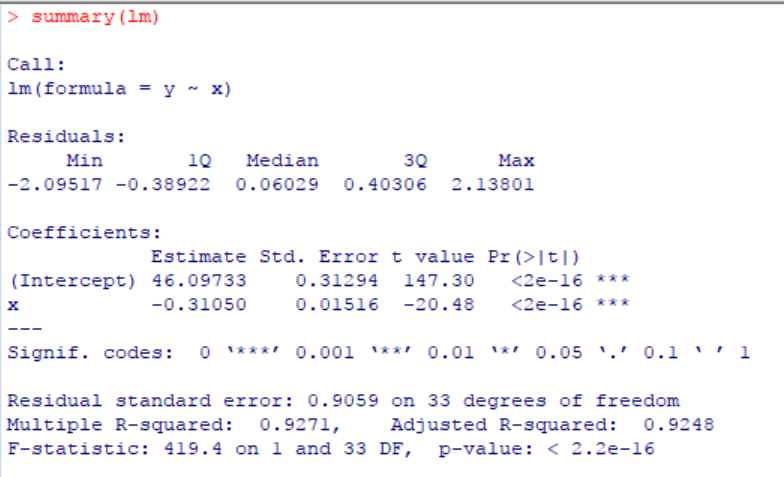 > summary(lm)
Call:
lm(formula = y ~ x)
Residuals:
     Min       1Q   Median       3Q      Max
-2.09517 -0.38922  0.06029  0.40306  2.13801
Coefficients:
            Estimate Std. Error t value Pr(>|t|)
(Intercept) 46.09733    0.31294  147.30   <2e-16 ***
x           -0.31050    0.01516  -20.48   <2e-16 ***
---
Signif. codes:  0 ‘***’ 0.001 ‘**’ 0.01 ‘*’ 0.05 ‘.’ 0.1 ‘ ’ 1
Residual standard error: 0.9059 on 33 degrees of freedom
Multiple R-squared:  0.9271,    Adjusted R-squared:  0.9248
F-statistic: 419.4 on 1 and 33 DF,  p-value: < 2.2e-16